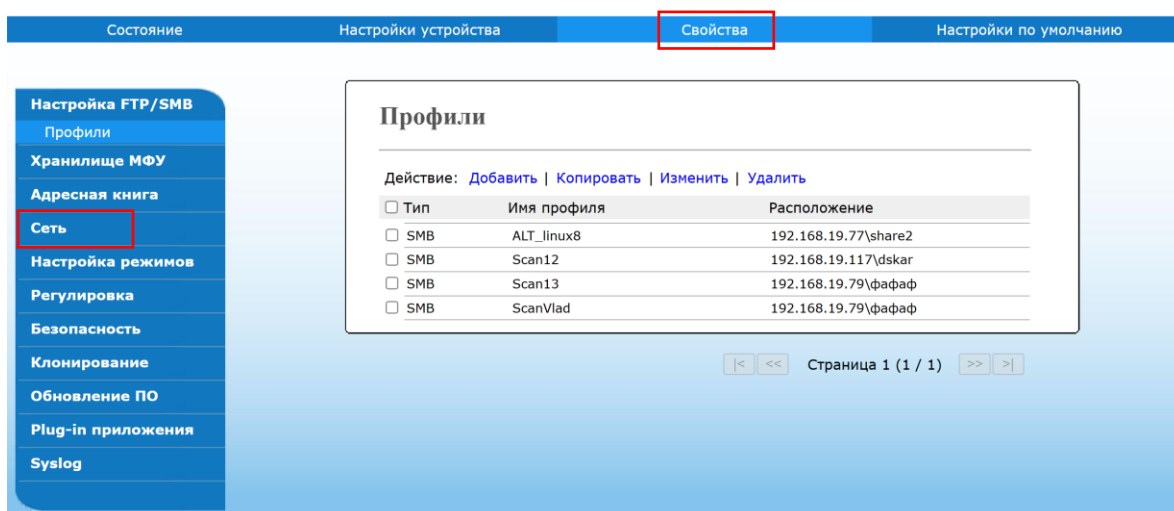 Состояние Настройки устройства Свойства Настройки по умолчанию
Настройка FTP/SMB
Профили
Хранилище МФУ
Адресная книга
Сеть
Настройка режимов
Регулировка
Безопасность
Клонирование
Обновление ПО
Plug-in приложения
Syslog
Профили
Действие: Добавить | Копировать | Изменить | Удалить
Тип Имя профиля Расположение
SMB ALT_linux8 192.168.19.77\share2
SMB Scan12 192.168.19.117\dskar
SMB Scan13 192.168.19.79\фафаф
SMB ScanVlad 192.168.19.79\фафаф
|< << Страница 1 (1 / 1) >> >|